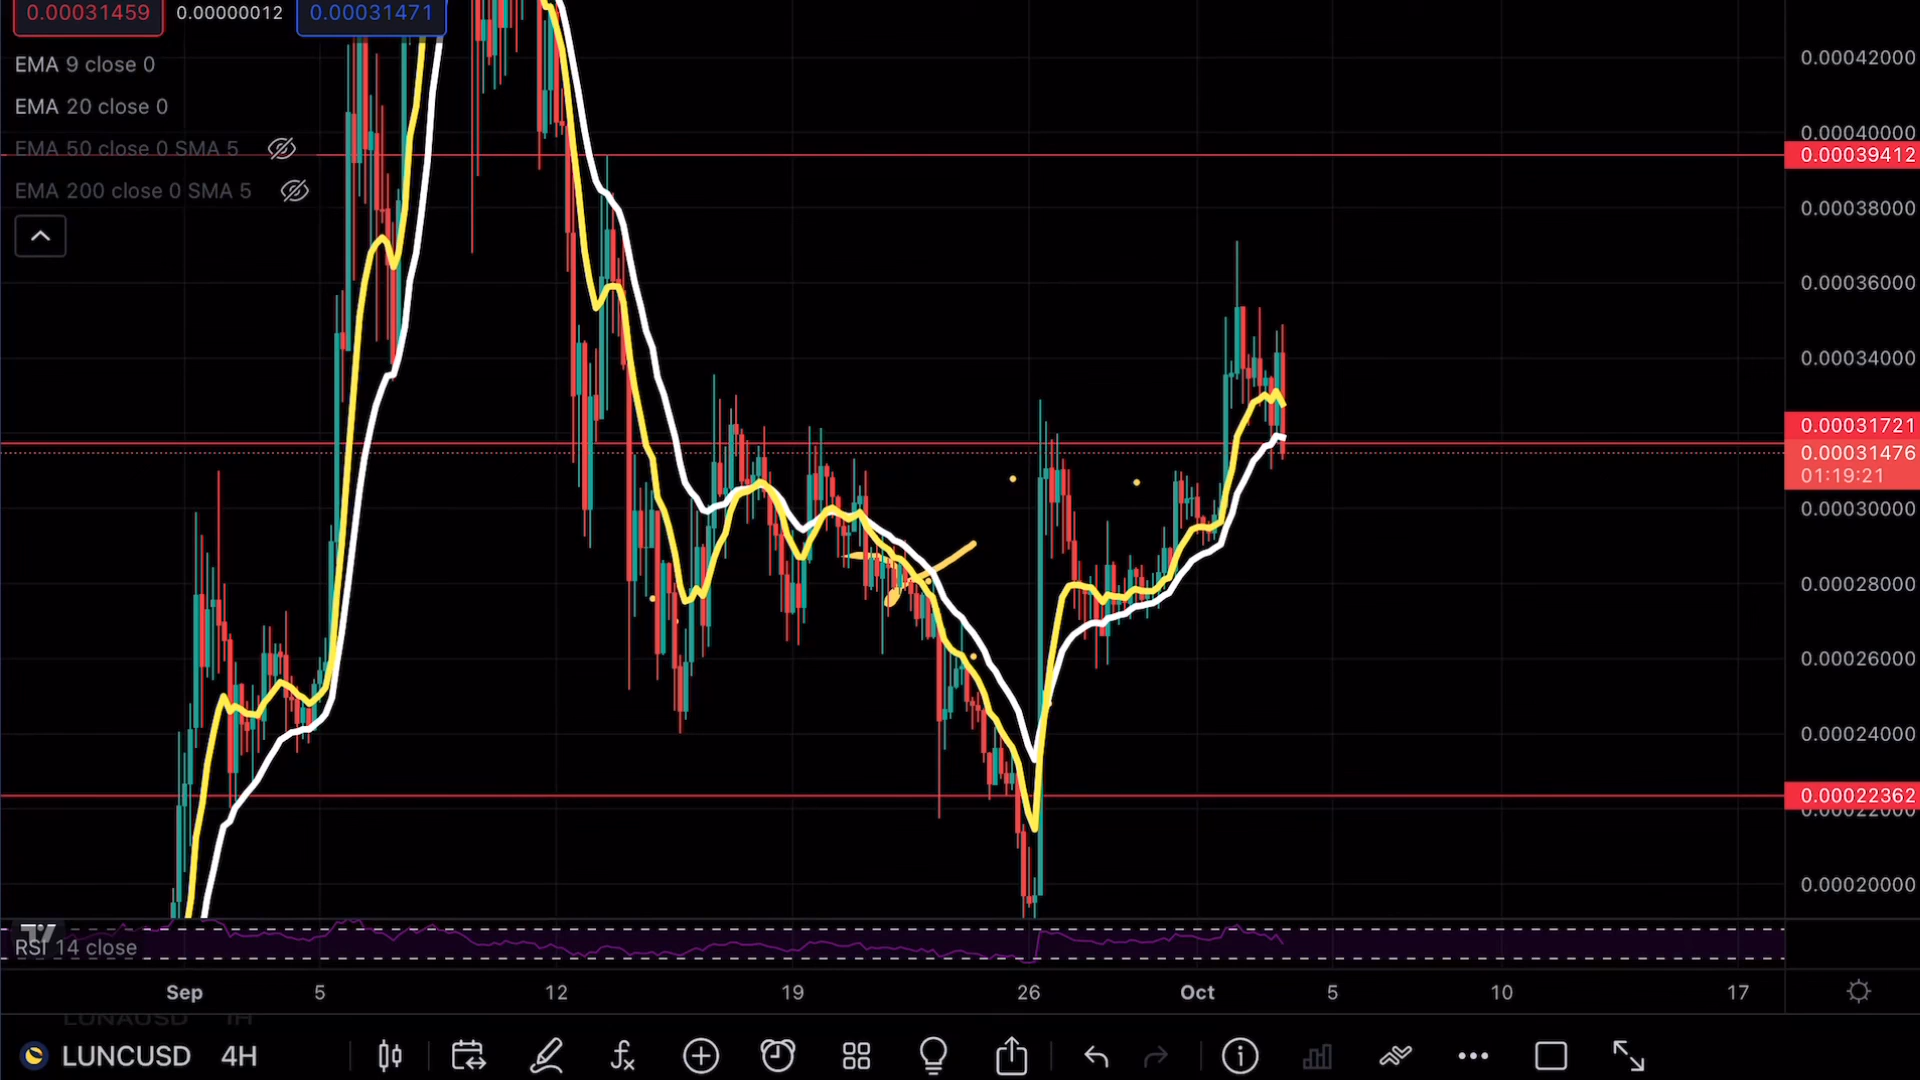 0.00031459 0.00000012 0.00031471
EMA 9 close 0
EMA 20 close 0
EMA 50 close 0 SMA 5
EMA 200 close 0 SMA 5
0.00042000
0.00040000
0.00039412
0.00038000
0.00036000
0.00034000
0.00031721
0.00031476
01:19:21
0.00030000
0.00028000
0.00026000
0.00024000
0.00022362
0.00022000
0.00020000
RSI 14 close
Sep 5 12 19 26 Oct 5 10 17
LUNAUSD 1H
LUNCUSD 4H